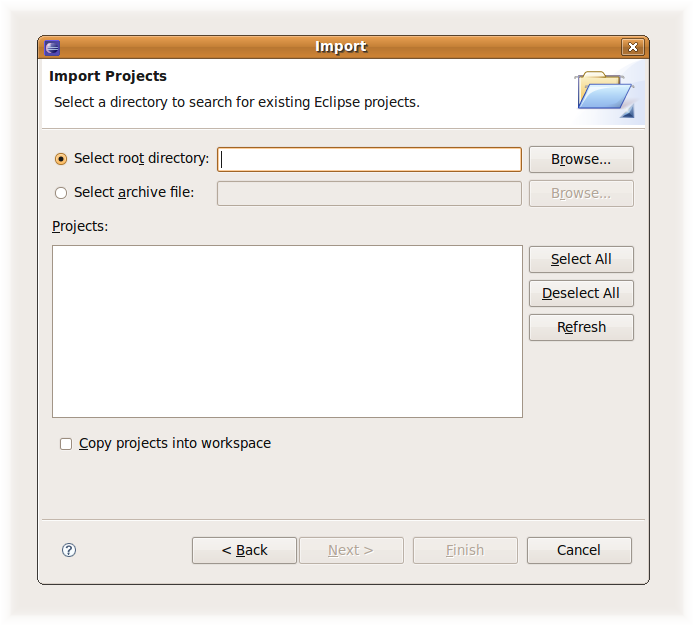 Import
Import Projects
Select a directory to search for existing Eclipse projects.
Select root directory: Browse...
Select archive file: Browse...
Projects:
Select All
Deselect All
Refresh
Copy projects into workspace
? < Back Next > Finish Cancel